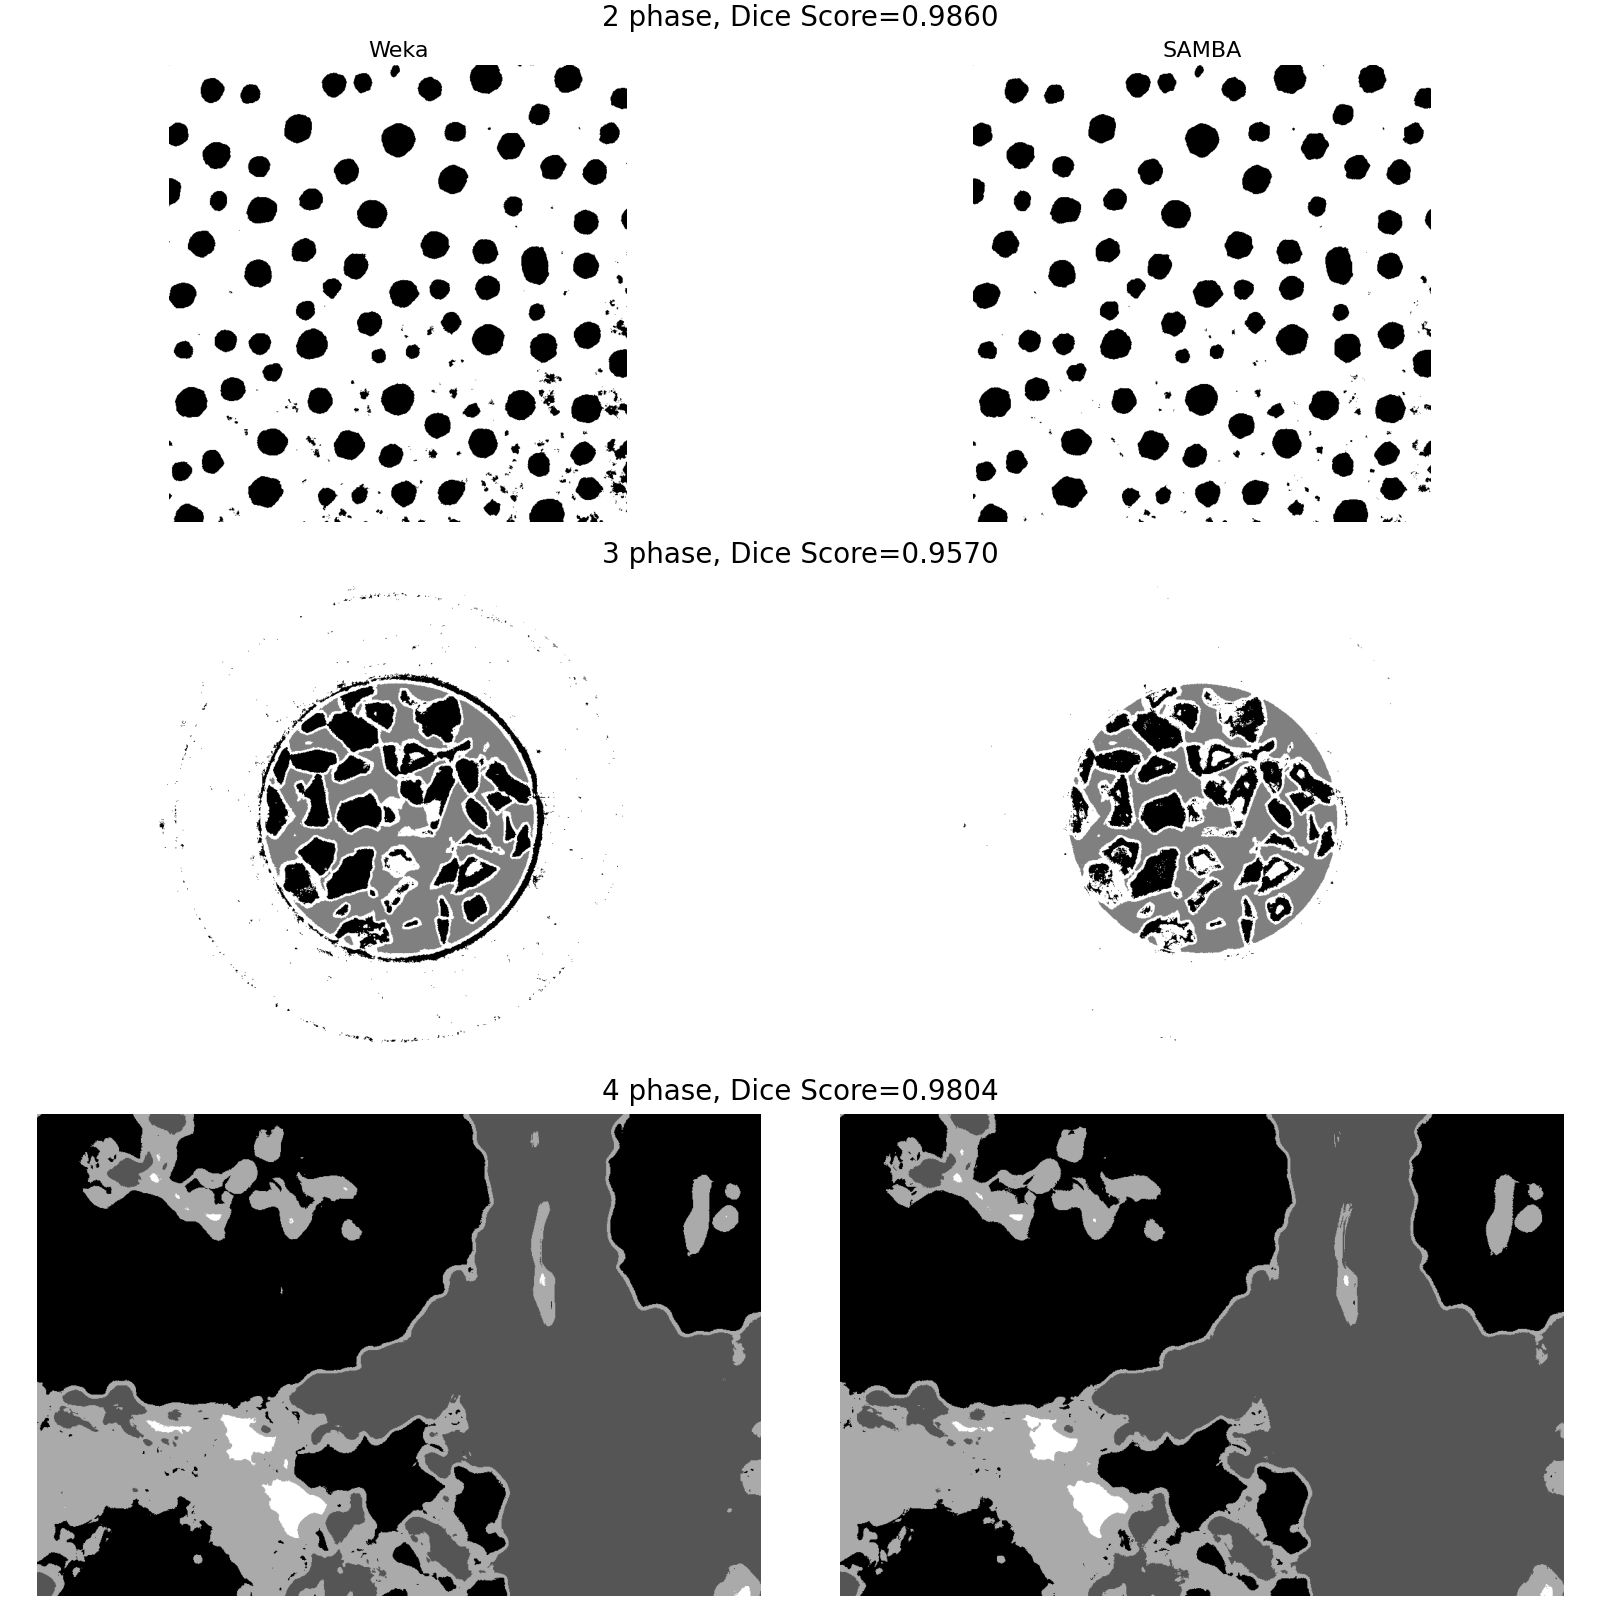 2 phase, Dice Score=0.9860
Weka
SAMBA
3 phase, Dice Score=0.9570
4 phase, Dice Score=0.9804